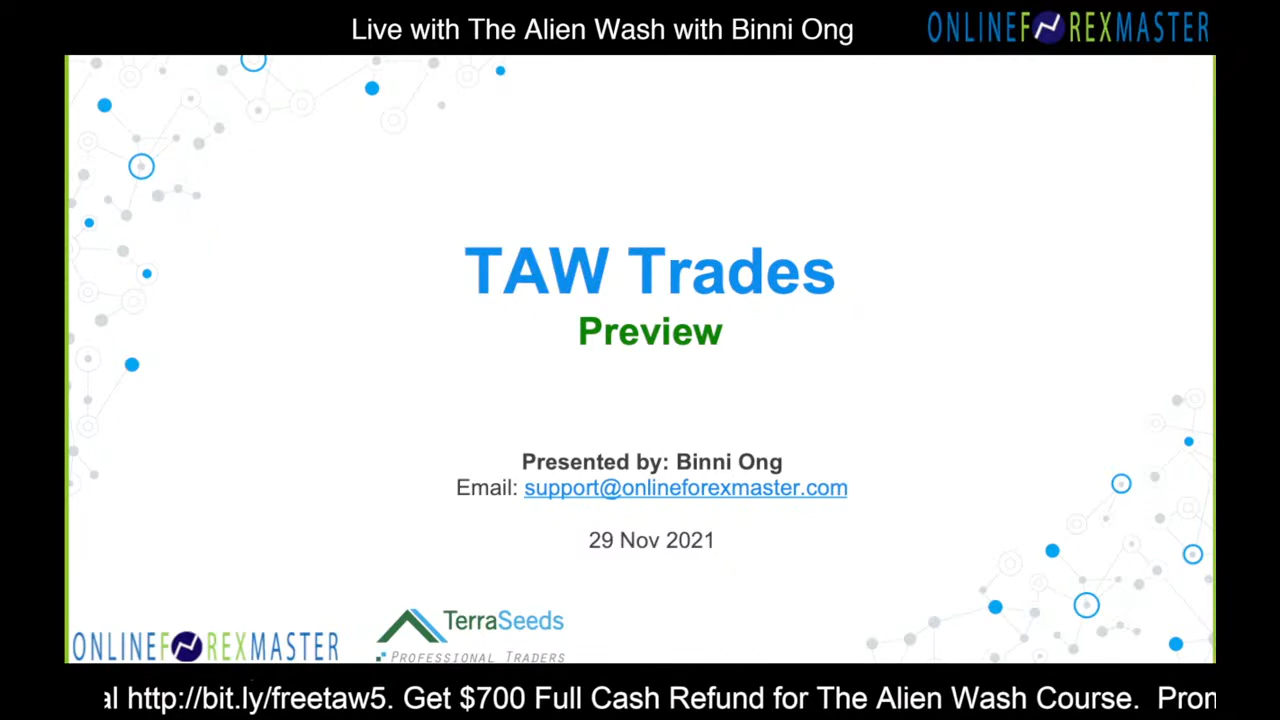 Live with The Alien Wash with Binni Ong
ONLINEFOREXMASTER
TAW Trades
Preview
Presented by: Binni Ong
Email: support@onlineforexmaster.com
29 Nov 2021
TerraSeeds
PROFESSIONAL TRADERS
ONLINEFOREXMASTER
al http://bit.ly/freetaw5. Get $700 Full Cash Refund for The Alien Wash Course. Pron